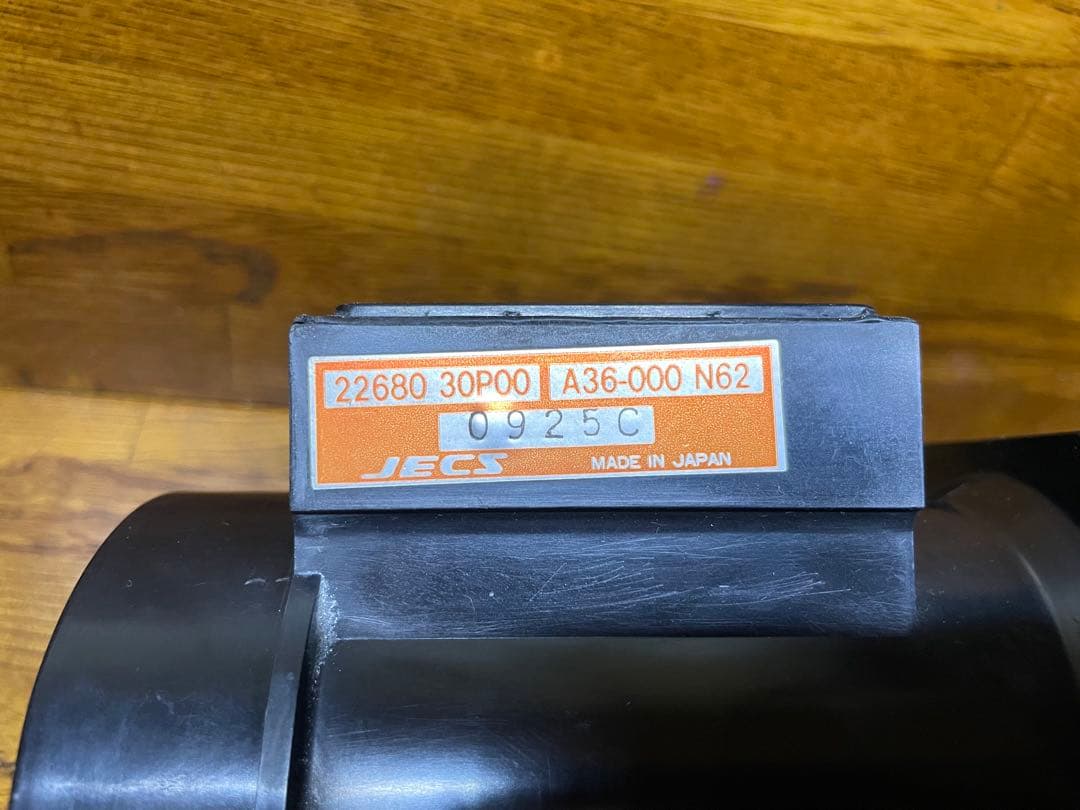 22680 30P00 A36-000 N62
0925C
JECS MADE IN JAPAN